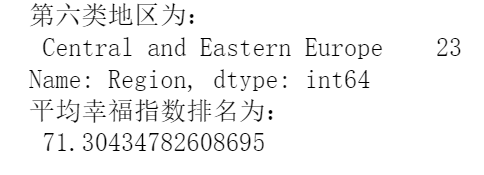 第六类地区为:
Central and Eastern Europe    23
Name: Region, dtype: int64
平均幸福指数排名为:
71.30434782608695